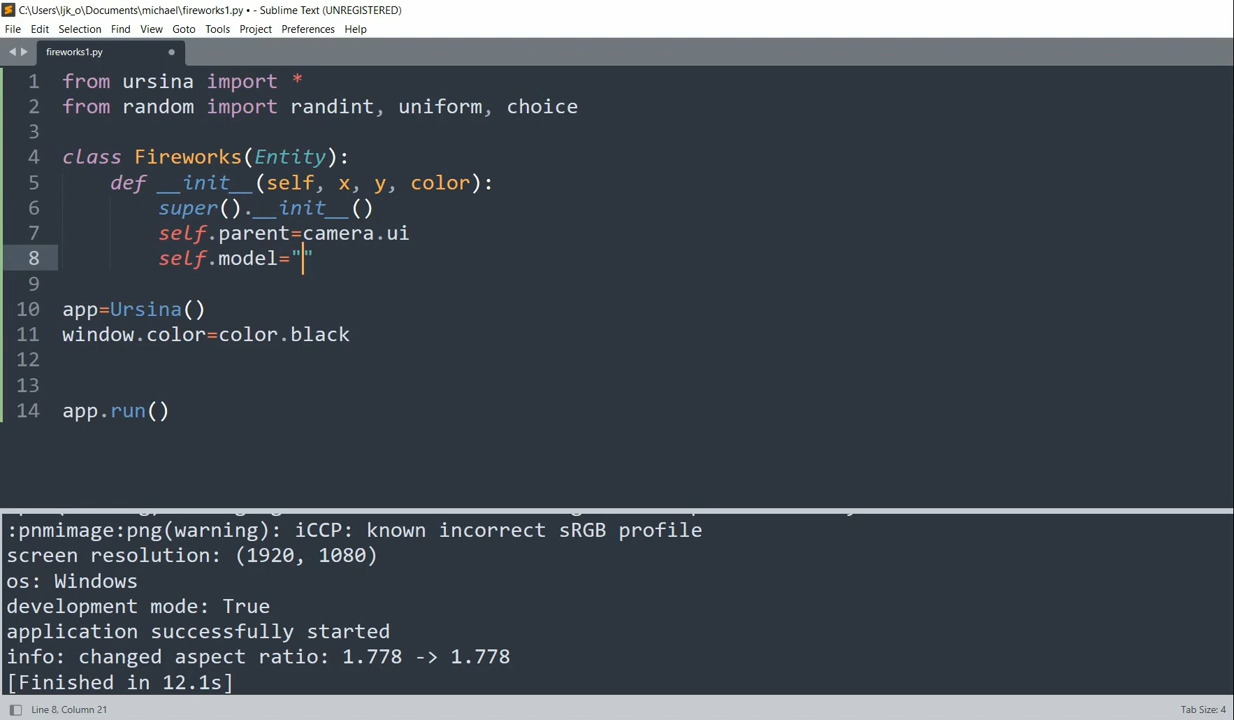 C:\Users\ljk_o\Documents\michael\fireworks1.py • - Sublime Text (UNREGISTERED)
File Edit Selection Find View Goto Tools Project Preferences Help
fireworks1.py
1 from ursina import *
2 from random import randint, uniform, choice
3
4 class Fireworks(Entity):
5 def __init__(self, x, y, color):
6 super().__init__()
7 self.parent=camera.ui
8 self.model=""
9
10 app=Ursina()
11 window.color=color.black
12
13
14 app.run()
:pnmimage:png(warning): iCCP: known incorrect sRGB profile
screen resolution: (1920, 1080)
os: Windows
development mode: True
application successfully started
info: changed aspect ratio: 1.778 -> 1.778
[Finished in 12.1s]
Line 8, Column 21
Tab Size: 4